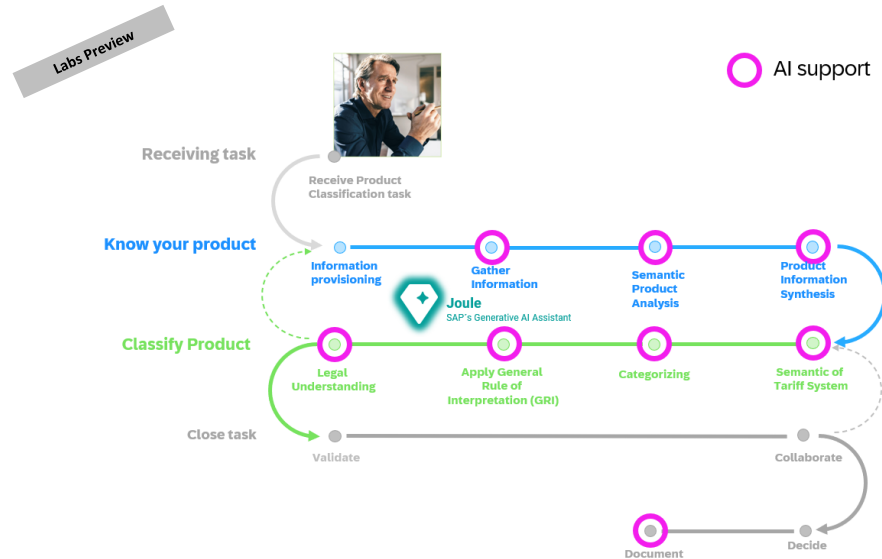 Labs Preview
AI support
Receiving task
Receive Product
Classification task
Know your product
Information
provisioning
Gather
Information
Semantic
Product
Analysis
Product
Information
Synthesis
Joule
SAP´s Generative AI Assistant
Classify Product
Legal
Understanding
Apply General
Rule of
Interpretation (GRI)
Categorizing
Semantic of
Tariff System
Close task
Validate
Collaborate
Document
Decide